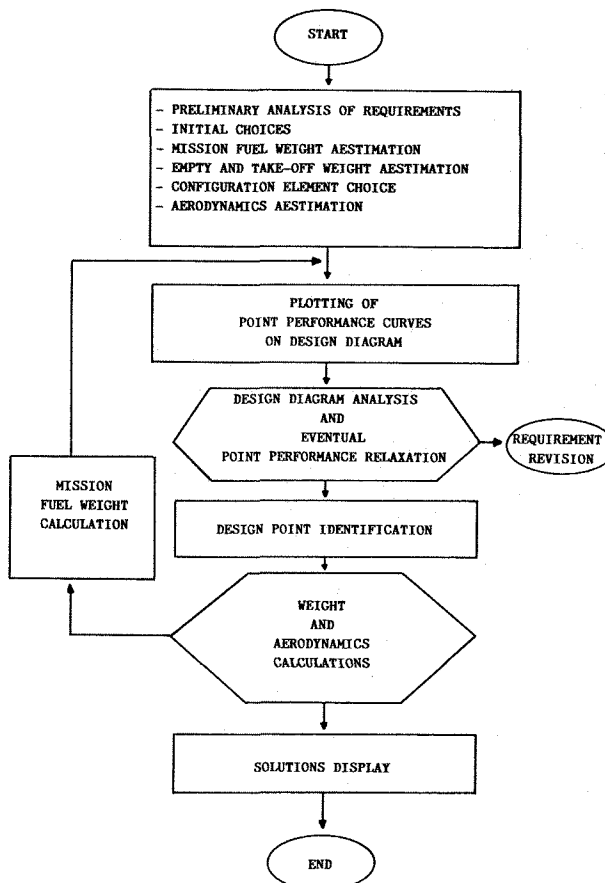 START
- PRELIMINARY ANALYSIS OF REQUIREMENTS
- INITIAL CHOICES
- MISSION FUEL WEIGHT AESTIMATION
- EMPTY AND TAKE-OFF WEIGHT AESTIMATION
- CONFIGURATION ELEMENT CHOICE
- AERODYNAMICS AESTIMATION
PLOTTING OF
POINT PERFORMANCE CURVES
ON DESIGN DIAGRAM
DESIGN DIAGRAM ANALYSIS
AND
EVENTUAL
POINT PERFORMANCE RELAXATION
REQUIREMENT
REVISION
MISSION
FUEL WEIGHT
CALCULATION
DESIGN POINT IDENTIFICATION
WEIGHT
AND
AERODYNAMICS
CALCULATIONS
SOLUTIONS DISPLAY
END